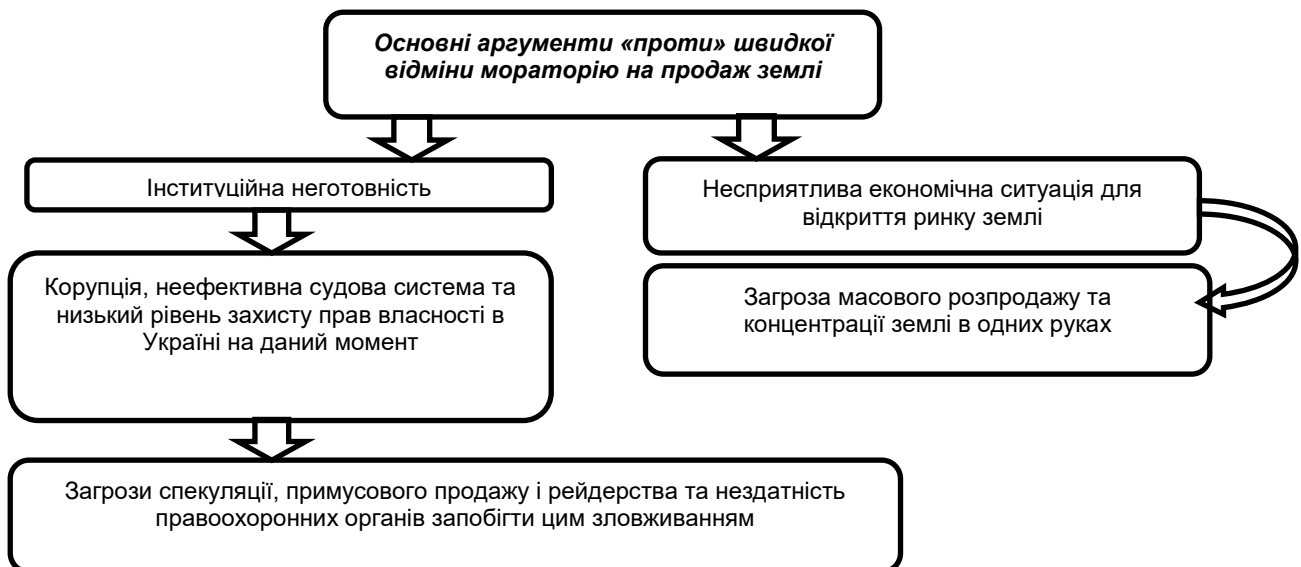 Основні аргументи «проти» швидкої
відміни мораторію на продаж землі
Інституційна неготовність
Несприятлива економічна ситуація для
відкриття ринку землі
Корупція, неефективна судова система та
низький рівень захисту прав власності в
Україні на даний момент
Загроза масового розпродажу та
концентрації землі в одних руках
Загрози спекуляції, примусового продажу і рейдерства та нездатність
правоохоронних органів запобігти цим зловживанням